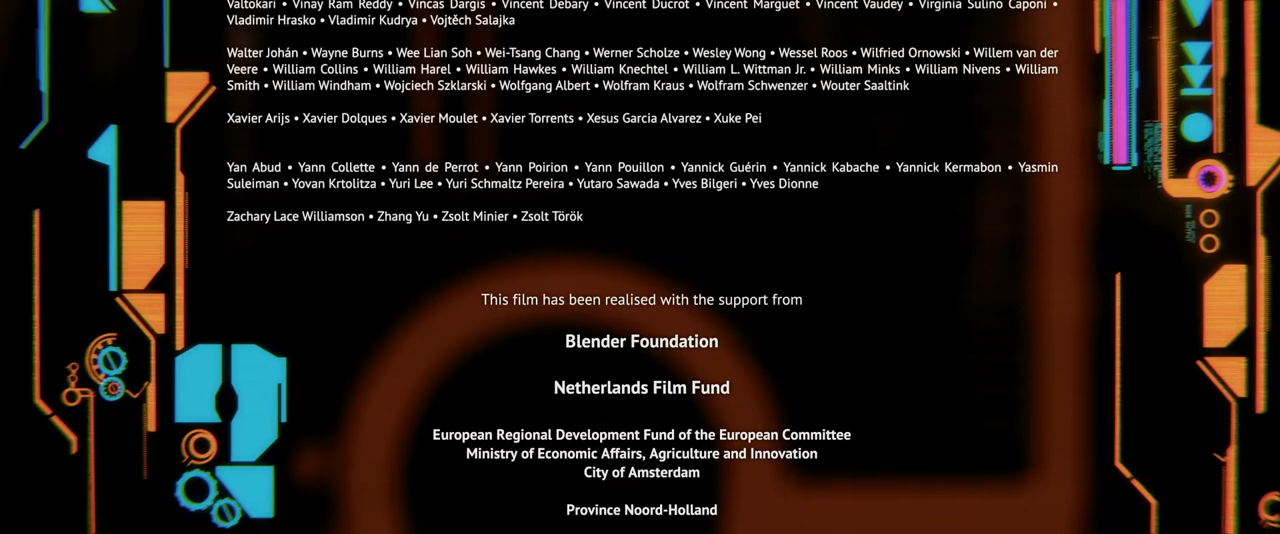 Valtokari • Vinay Ram Reddy • Vincas Dargis • Vincent Debary • Vincent Ducrot • Vincent Marguet • Vincent Vaudey • Virginia Sulino Caponi •
Vladimir Hrasko • Vladimir Kudrya • Vojtěch Salajka
Walter Johán • Wayne Burns • Wee Lian Soh • Wei-Tsang Chang • Werner Scholze • Wesley Wong • Wessel Roos • Wilfried Ornowski • Willem van der
Veere • William Collins • William Harel • William Hawkes • William Knechtel • William L. Wittman Jr. • William Minks • William Nivens • William
Smith • William Windham • Wojciech Szklarski • Wolfgang Albert • Wolfram Kraus • Wolfram Schwenzer • Wouter Saaltink
Xavier Arijs • Xavier Dolques • Xavier Moulet • Xavier Torrents • Xesus Garcia Alvarez • Xuke Pei
Yan Abud • Yann Collette • Yann de Perrot • Yann Poirion • Yann Pouillon • Yannick Guérin • Yannick Kabache • Yannick Kermabon • Yasmin
Suleiman • Yovan Krtolitza • Yuri Lee • Yuri Schmaltz Pereira • Yutaro Sawada • Yves Bilgeri • Yves Dionne
Zachary Lace Williamson • Zhang Yu • Zsolt Minier • Zsolt Török
This film has been realised with the support from
Blender Foundation
Netherlands Film Fund
European Regional Development Fund of the European Committee
Ministry of Economic Affairs, Agriculture and Innovation
City of Amsterdam
Province Noord-Holland